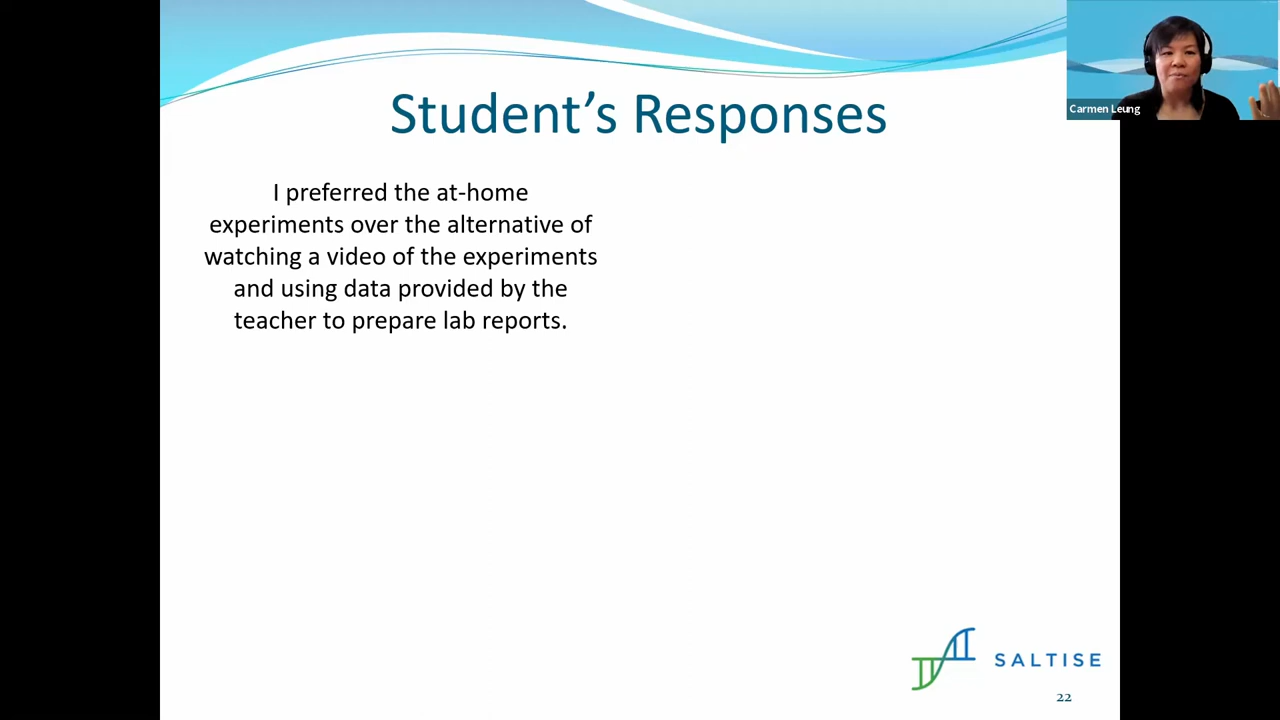 Student’s Responses
Carmen Leung
I preferred the at-home
experiments over the alternative of
watching a video of the experiments
and using data provided by the
teacher to prepare lab reports.
SALTISE
22